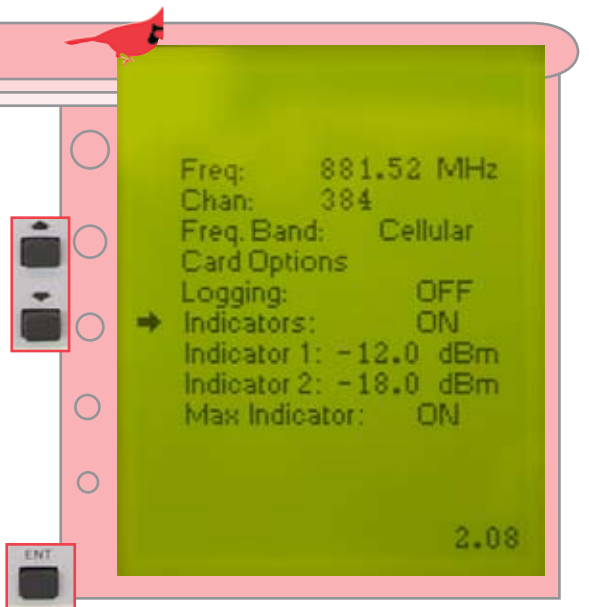 Freq: 881.52 MHz
Chan: 384
Freq. Band: Cellular
Card Options
Logging: OFF
Indicators: ON
Indicator 1: -12.0 dBm
Indicator 2: -18.0 dBm
Max Indicator: ON
2.08
ENT